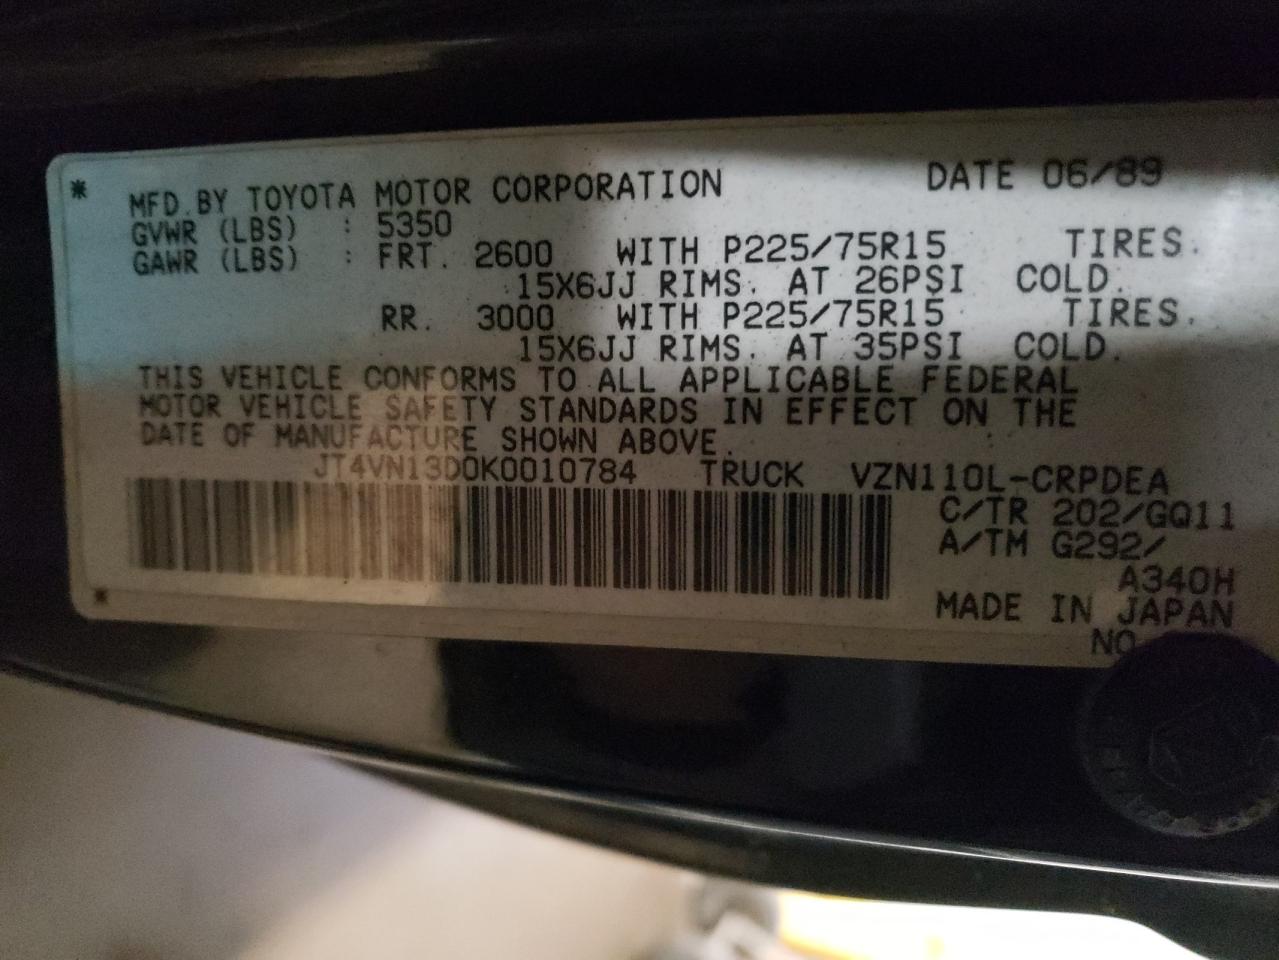 * MFD. BY TOYOTA MOTOR CORPORATION DATE 06/89
GVWR (LBS) : 5350
GAWR (LBS) : FRT. 2600 WITH P225/75R15 TIRES.
15X6JJ RIMS. AT 26PSI COLD.
RR. 3000 WITH P225/75R15 TIRES.
15X6JJ RIMS. AT 35PSI COLD.
THIS VEHICLE CONFORMS TO ALL APPLICABLE FEDERAL
MOTOR VEHICLE SAFETY STANDARDS IN EFFECT ON THE
DATE OF MANUFACTURE SHOWN ABOVE.
JT4VN13D0K0010784 TRUCK VZN110L-CRPDEA
C/TR 202/GQ11
A/TM G292/
A340H
* MADE IN JAPAN
NO